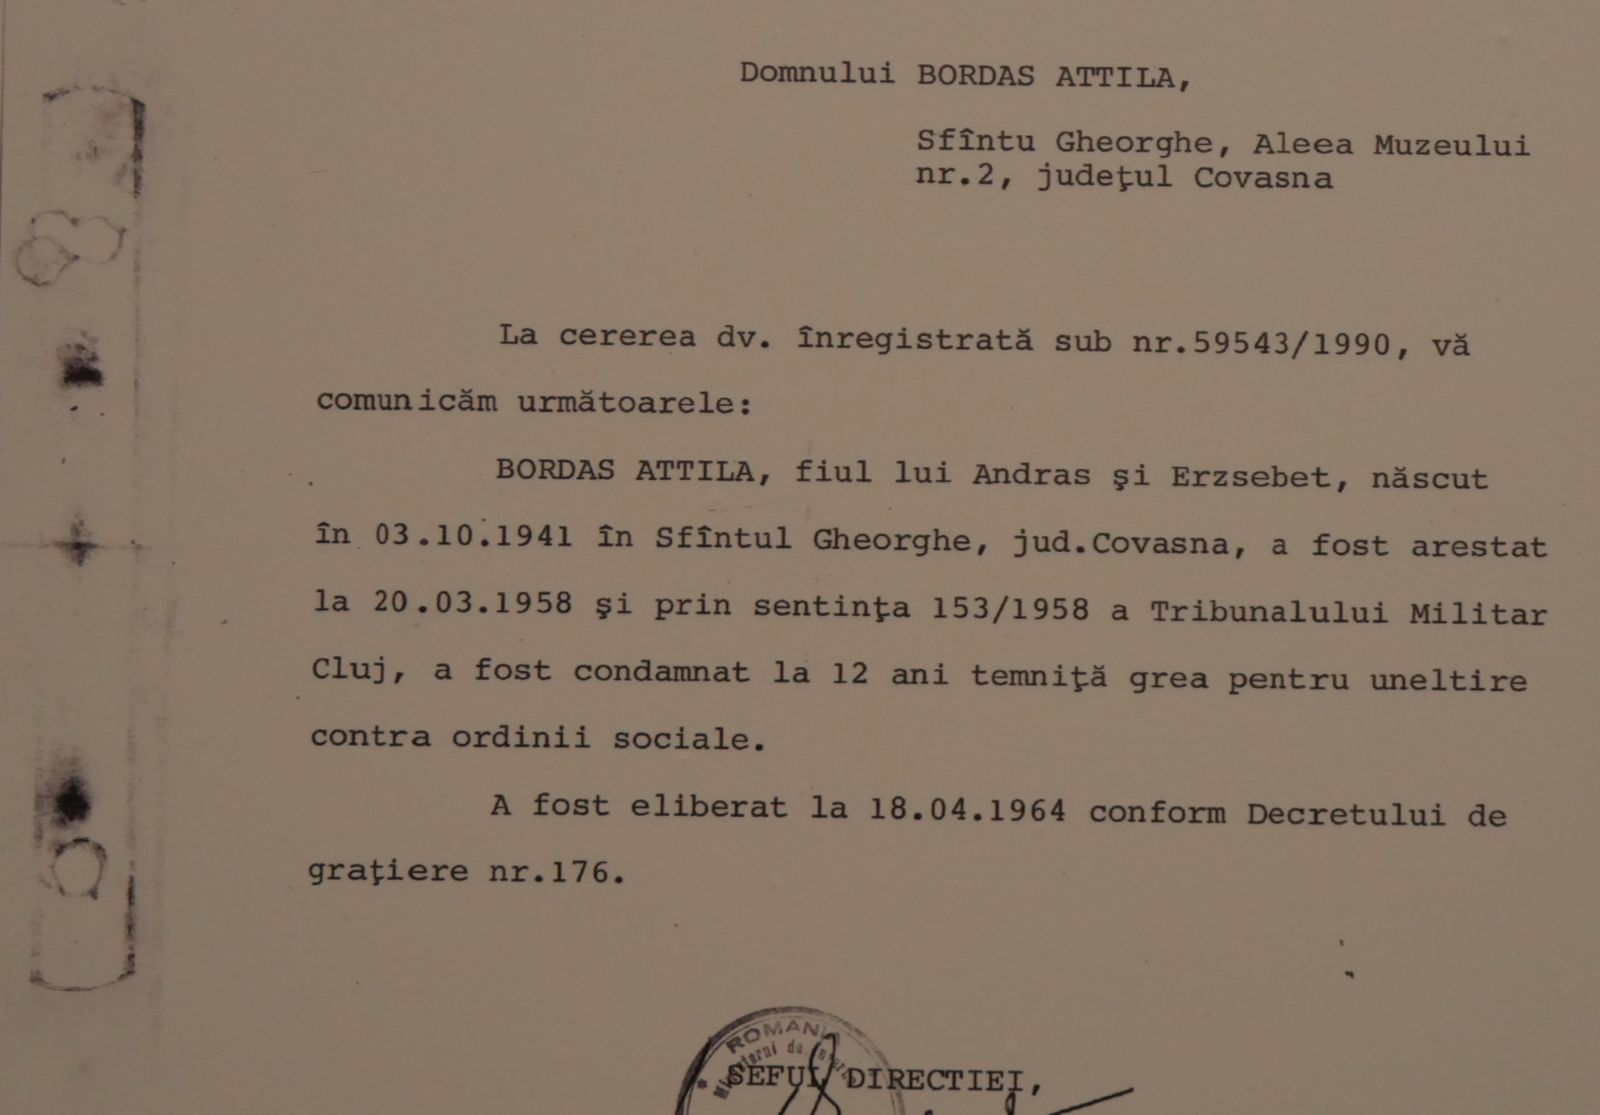 Domnului BORDAS ATTILA,
Sfîntu Gheorghe, Aleea Muzeului
nr.2, judeţul Covasna
La cererea dv. înregistrată sub nr.59543/1990, vă
comunicăm următoarele:
BORDAS ATTILA, fiul lui Andras şi Erzsebet, născut
în 03.10.1941 în Sfîntul Gheorghe, jud.Covasna, a fost arestat
la 20.03.1958 şi prin sentinţa 153/1958 a Tribunalului Militar
Cluj, a fost condamnat la 12 ani temniţă grea pentru uneltire
contra ordinii sociale.
A fost eliberat la 18.04.1964 conform Decretului de
graţiere nr.176.
ROMANIA
SEFUL DIRECTIEI,